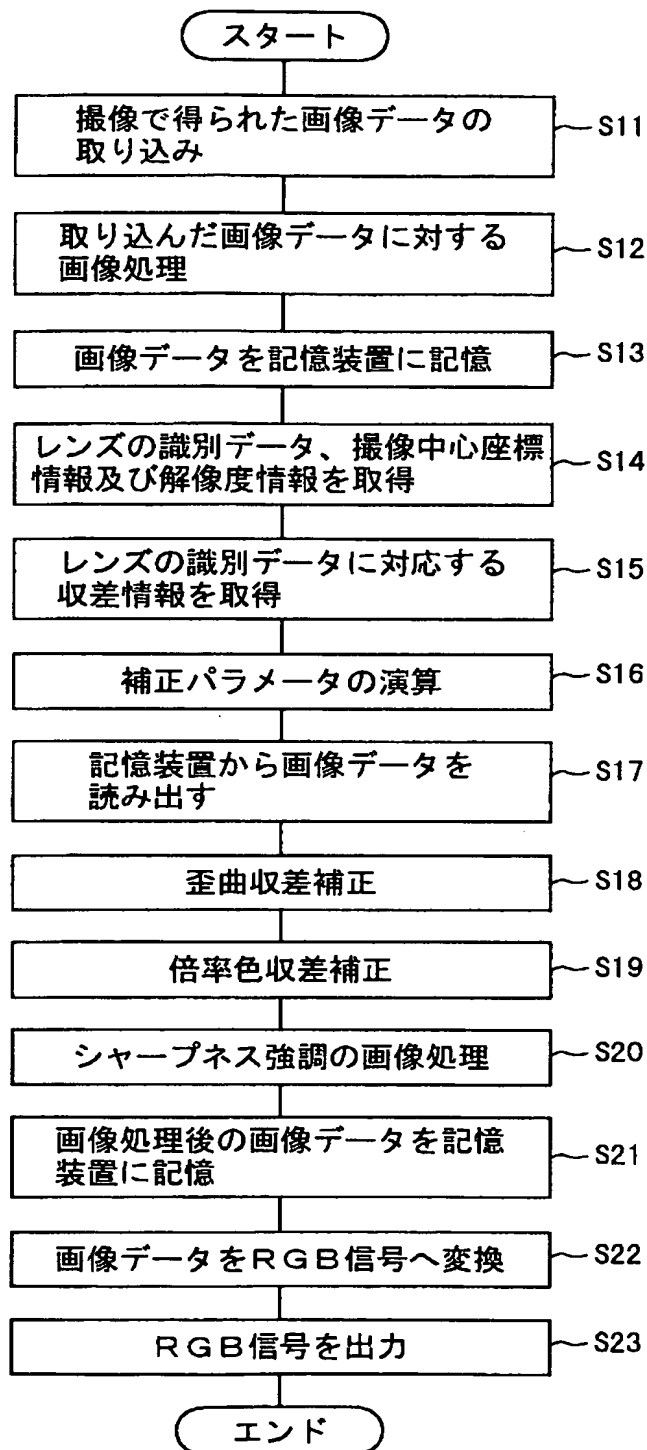 スタート
撮像で得られた画像データの
取り込み
S11
取り込んだ画像データに対する
画像処理
S12
画像データを記憶装置に記憶
S13
レンズの識別データ、撮像中心座標
情報及び解像度情報を取得
S14
レンズの識別データに対応する
収差情報を取得
S15
補正パラメータの演算
S16
記憶装置から画像データを
読み出す
S17
歪曲収差補正
S18
倍率色収差補正
S19
シャープネス強調の画像処理
S20
画像処理後の画像データを記憶
装置に記憶
S21
画像データをRGB信号へ変換
S22
RGB信号を出力
S23
エンド